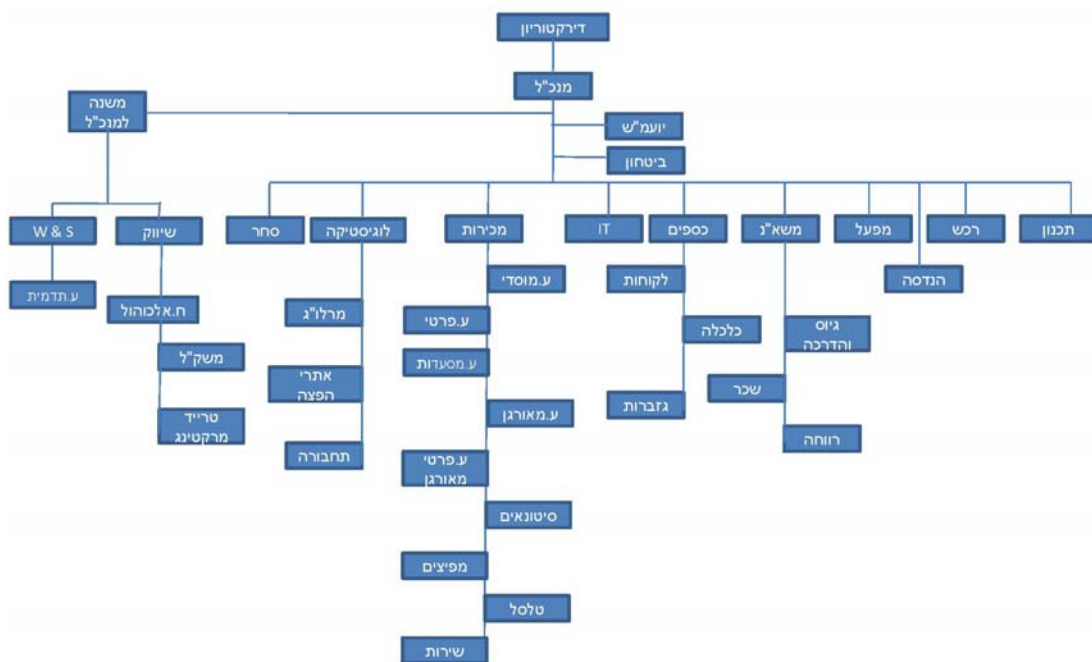 דירקטוריון
מנכ"ל
משנה
למנכ"ל
יועמ"ש
ביטחון
תכנון
רכש
הנדסה
מפעל
משא"נ
כספים
IT
מכירות
לוגיסטיקה
סחר
שיווק
W & S
גיוס
והדרכה
שכר
רווחה
לקוחות
כלכלה
גזברות
ע.מוסדי
ע.פרטי
ע.מסעדות
ע.מאורגן
ע.פרטי
מאורגן
סיטונאים
מפיצים
טלסל
שירות
מרלו"ג
אתרי
הפצה
תחבורה
ח.אלכוהול
משק"ל
טרייד
מרקטינג
ע.תדמית